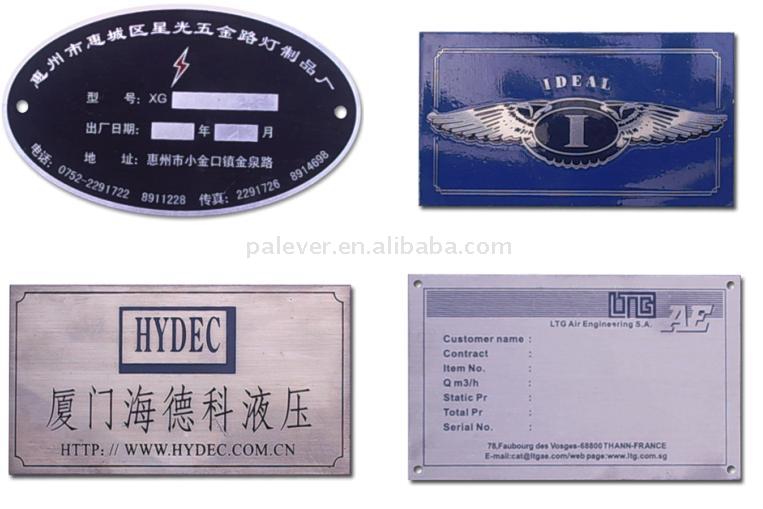 惠州市惠城区星光五金路灯制品厂
型 号: XG
出厂日期: 年 月
地 址: 惠州市小金口镇金泉路
电话: 0752-2291722 8911228 传真: 2291726 8914698
IDEAL
I
palever.en.alibaba.com
HYDEC
厦门海德科液压
HTTP: // WWW.HYDEC.COM.CN
LTG
AE
LTG Air Engineering S.A.
Customer name :
Contract :
Item No. :
Q m3/h :
Static Pr :
Total Pr :
Serial No. :
78,Faubourg des Vosges-68800 THANN-FRANCE
E-mail:cat@ltgae.com/web page:www.ltg.com.sg